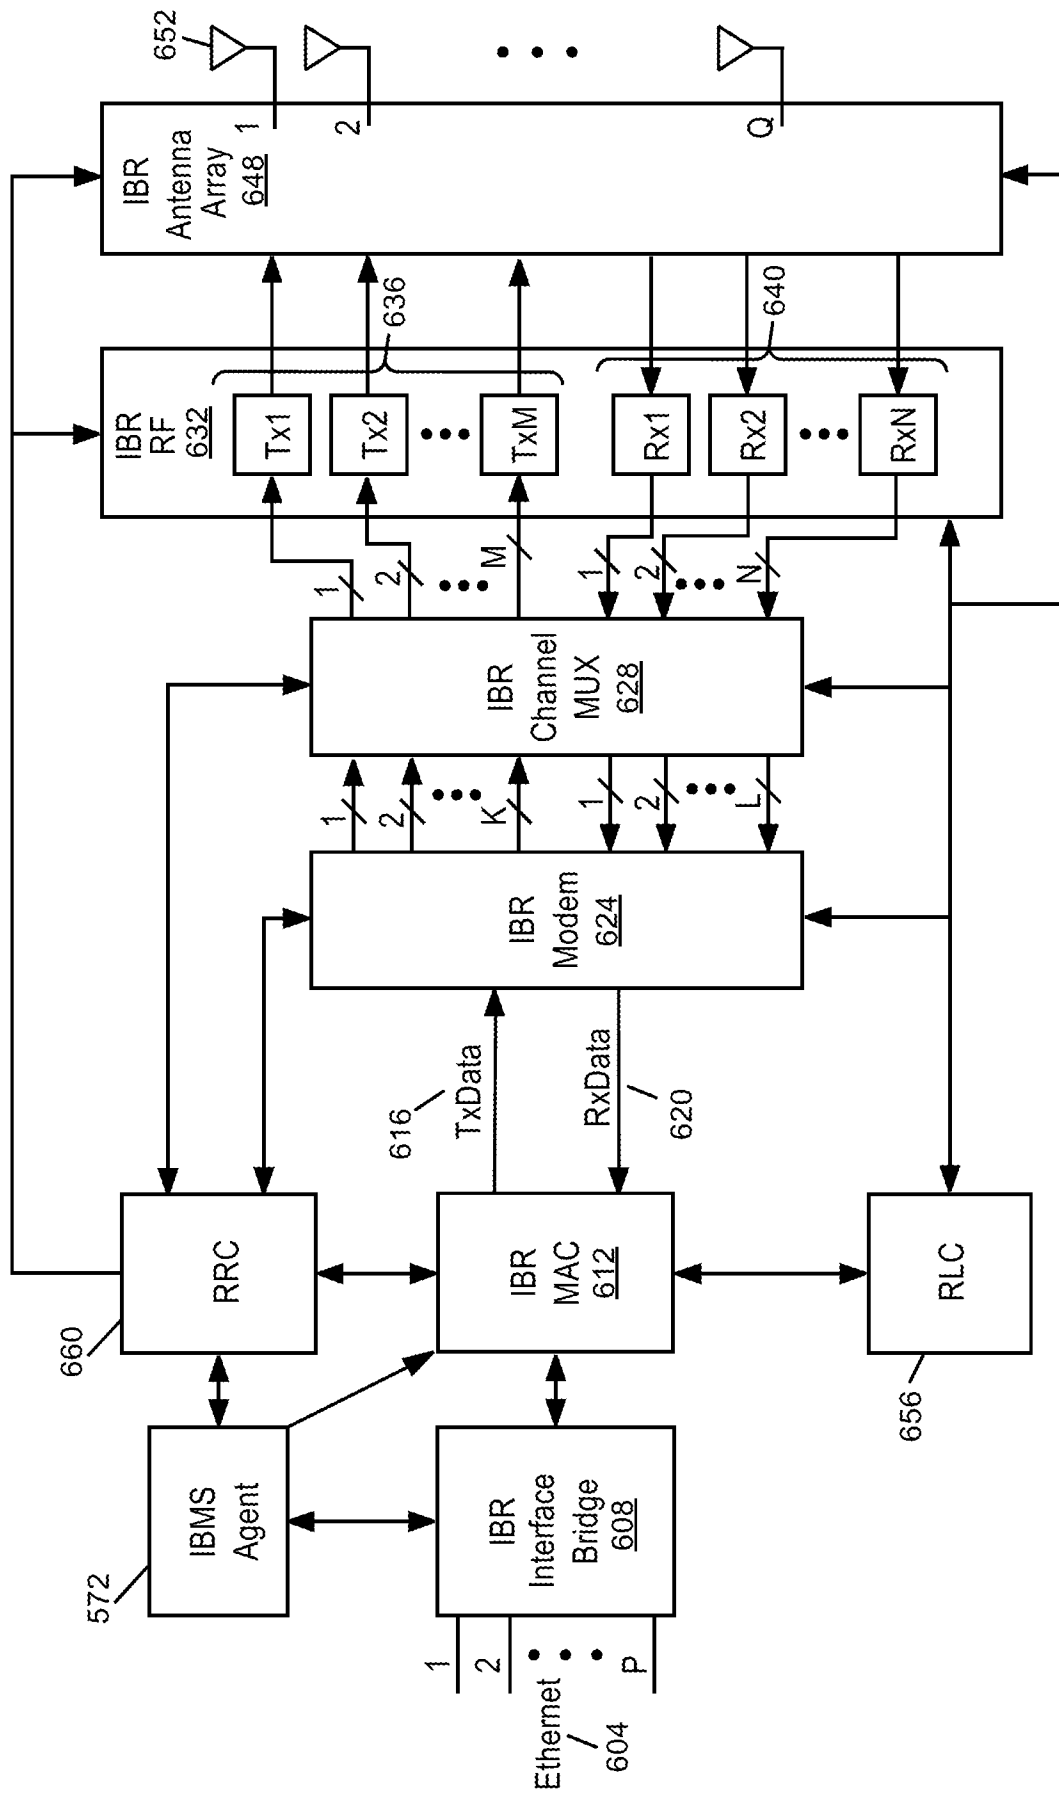 572
IBMS
Agent
660
RRC
1
2
P
Ethernet
604
IBR
Interface
Bridge
608
IBR
MAC
612
656
RLC
616
TxData
RxData
620
IBR
Modem
624
1
2
K
1
2
L
IBR
Channel
MUX
628
1
2
M
1
2
N
IBR
RF
632
Tx1
Tx2
TxM
Rx1
Rx2
RxN
636
640
IBR
Antenna
Array
648
1
2
Q
652